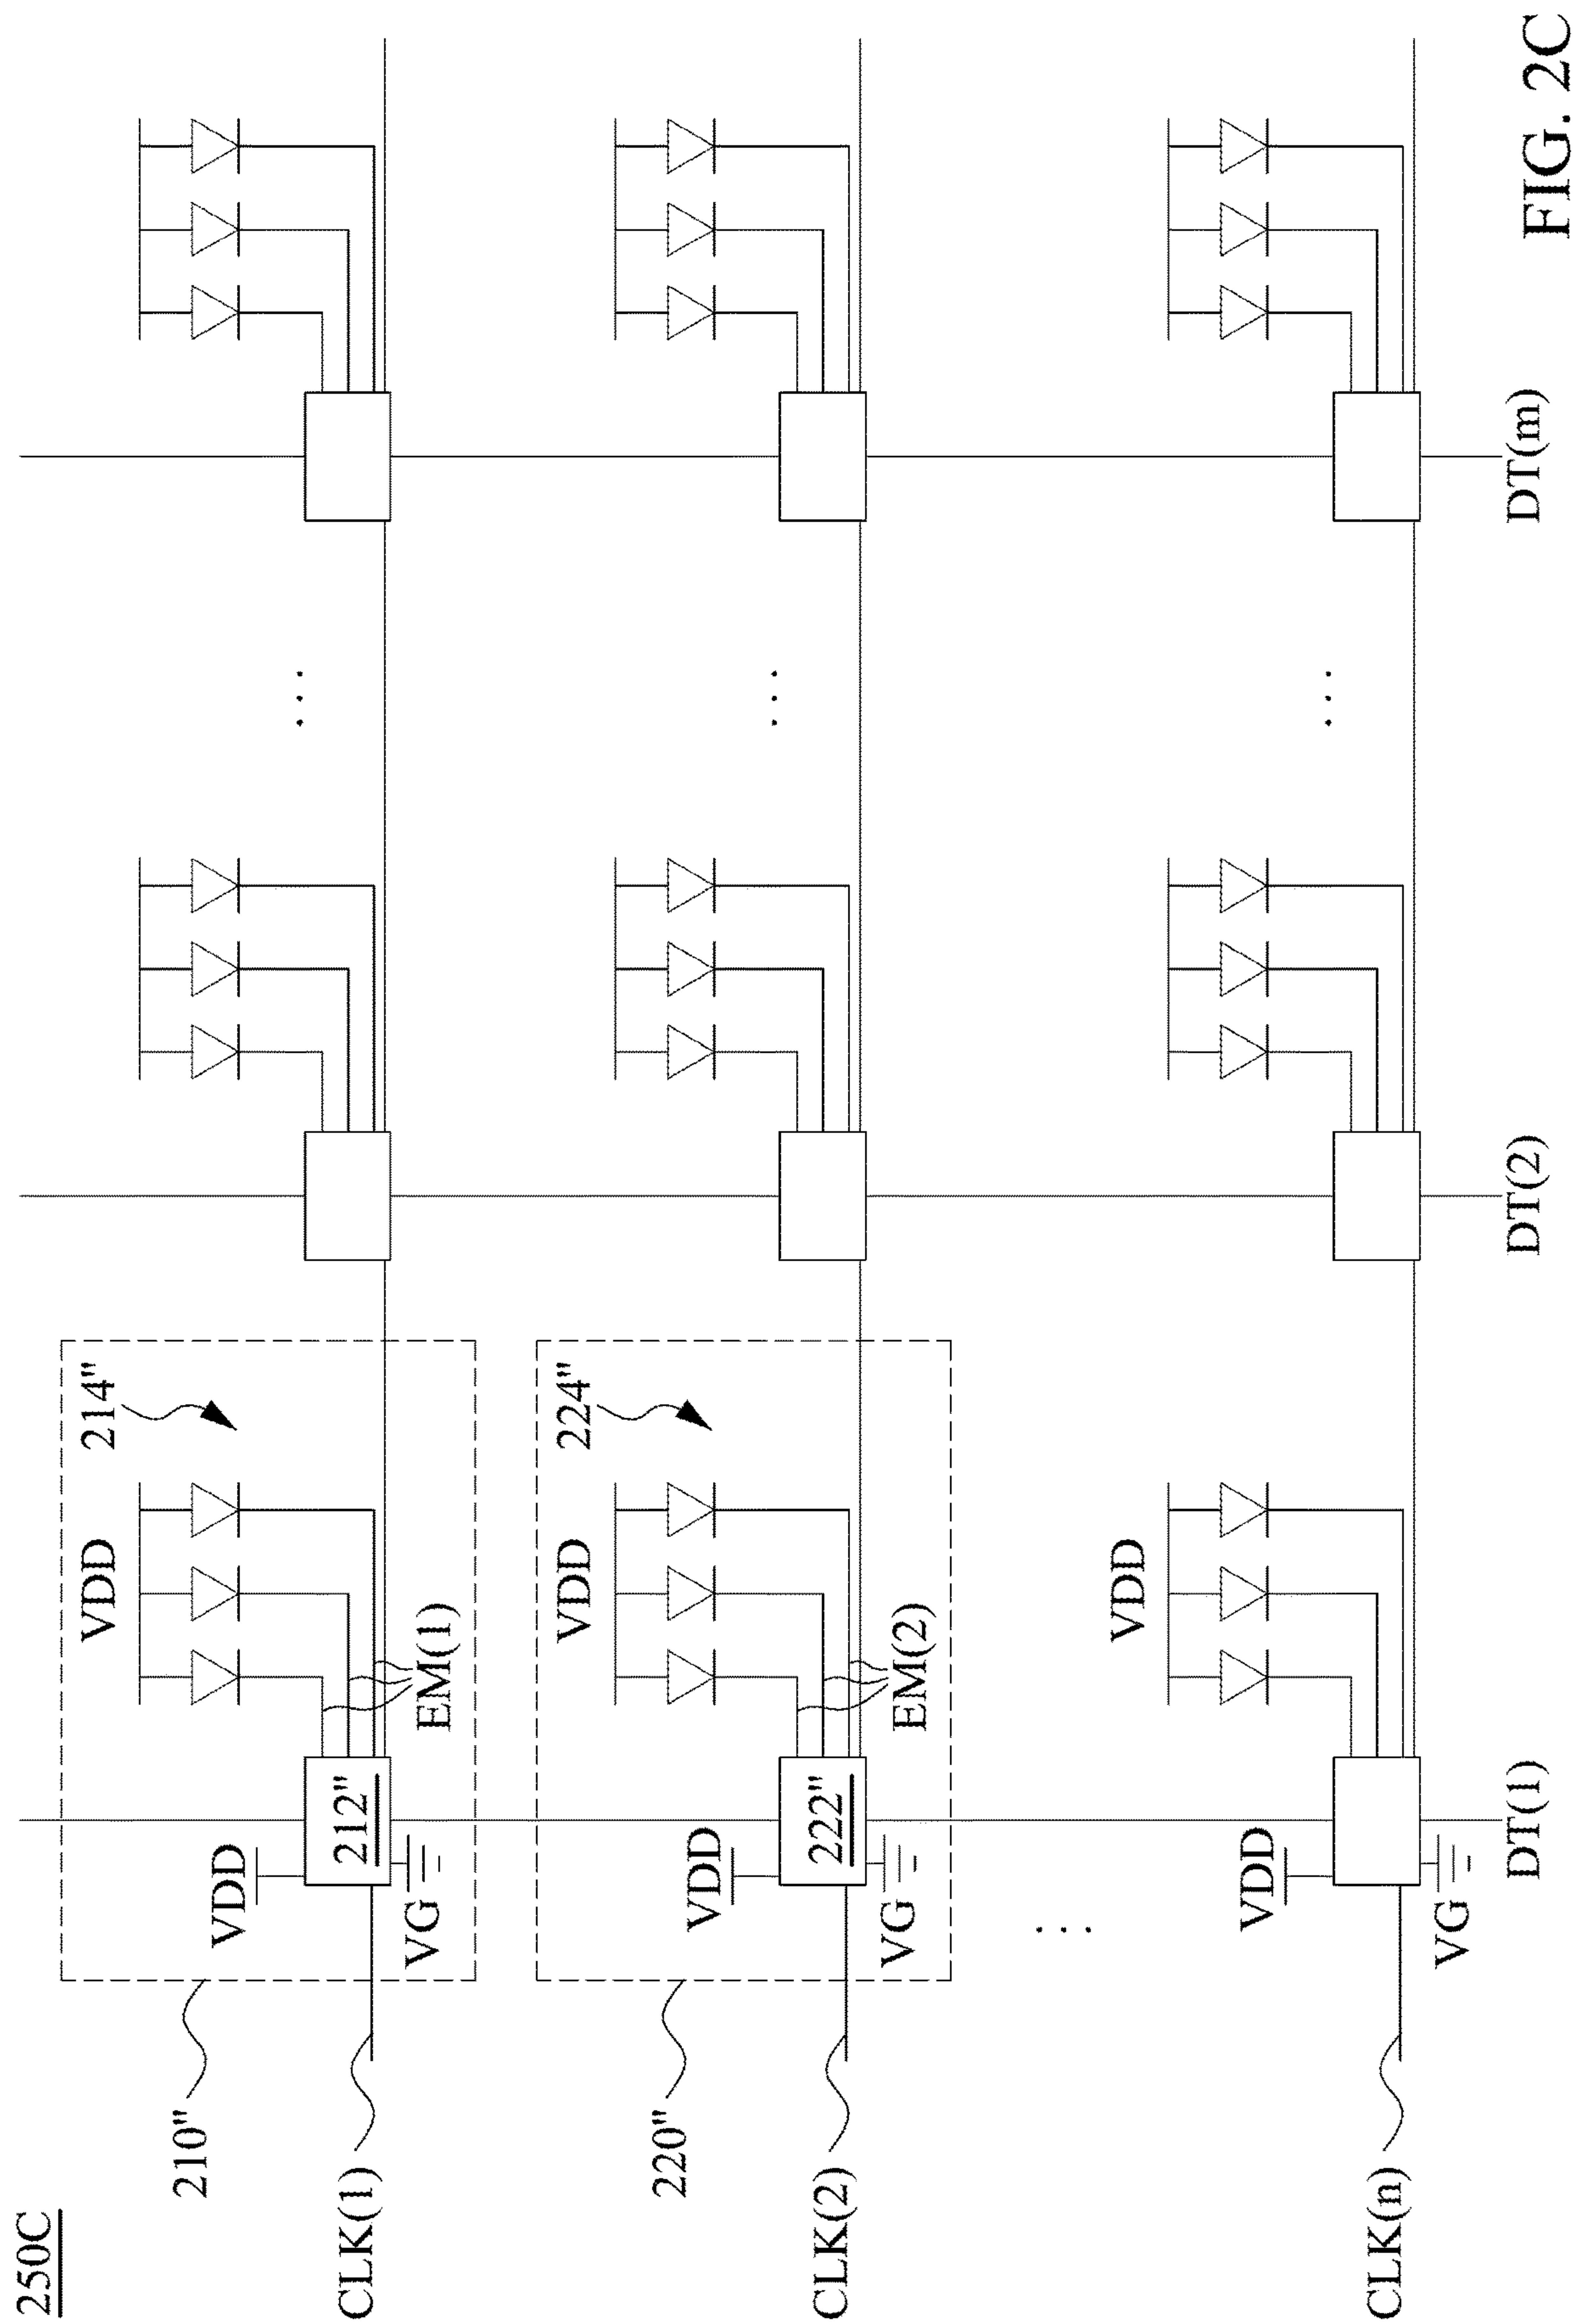 250C
210"
VDD
214"
VDD
212"
CLK(1)
VG
EM(1)
220"
VDD
224"
VDD
222"
CLK(2)
VG
EM(2)
...
...
...
VDD
VDD
...
CLK(n)
VG
DT(1)
DT(2)
DT(m)
FIG. 2C